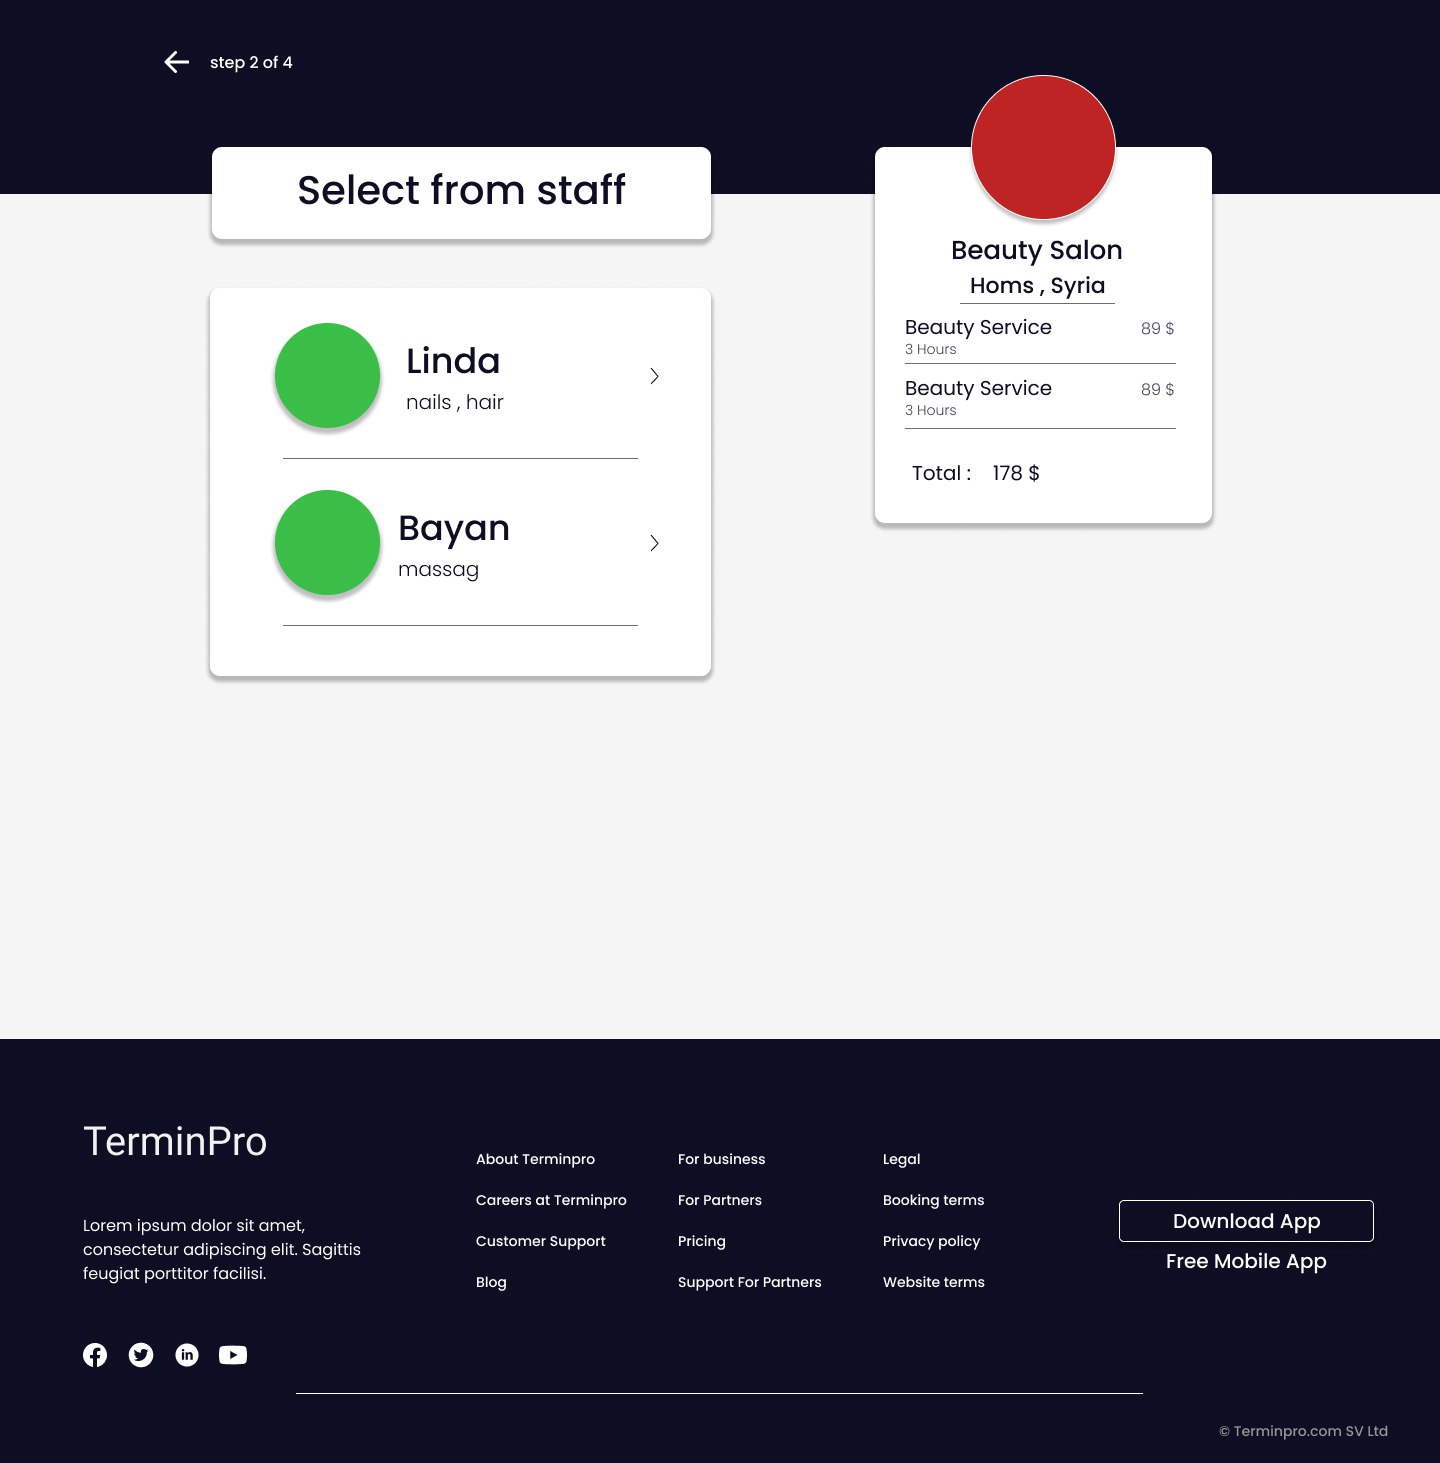 step 2 of 4
Select from staff
Linda
nails , hair
Bayan
massag
Beauty Salon
Homs , Syria
Beauty Service 89 $
3 Hours
Beauty Service 89 $
3 Hours
Total : 178 $
TerminPro
Lorem ipsum dolor sit amet,
consectetur adipiscing elit. Sagittis
feugiat porttitor facilisi.
About Terminpro
Careers at Terminpro
Customer Support
Blog
For business
For Partners
Pricing
Support For Partners
Legal
Booking terms
Privacy policy
Website terms
Download App
Free Mobile App
© Terminpro.com SV Ltd